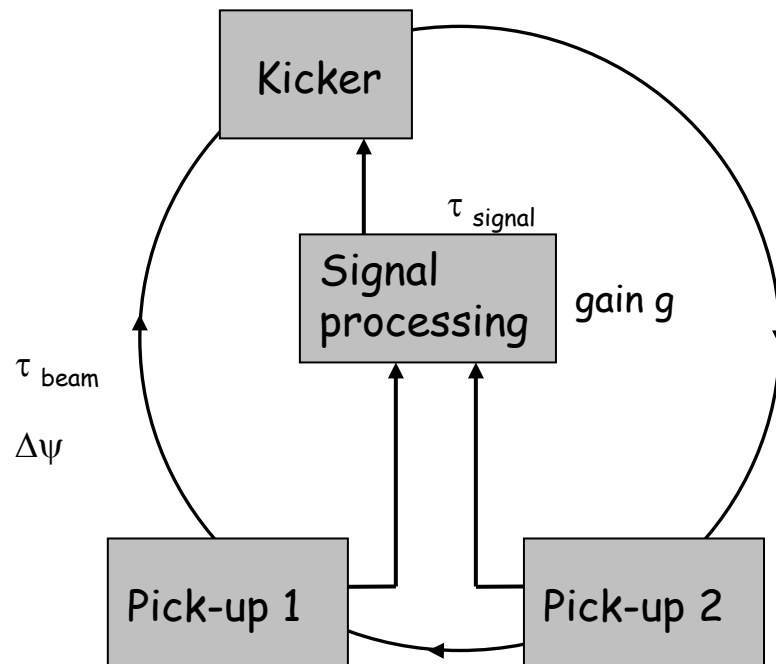 Kicker
τ signal
Signal
processing
gain g
τ beam
Δψ
Pick-up 1
Pick-up 2